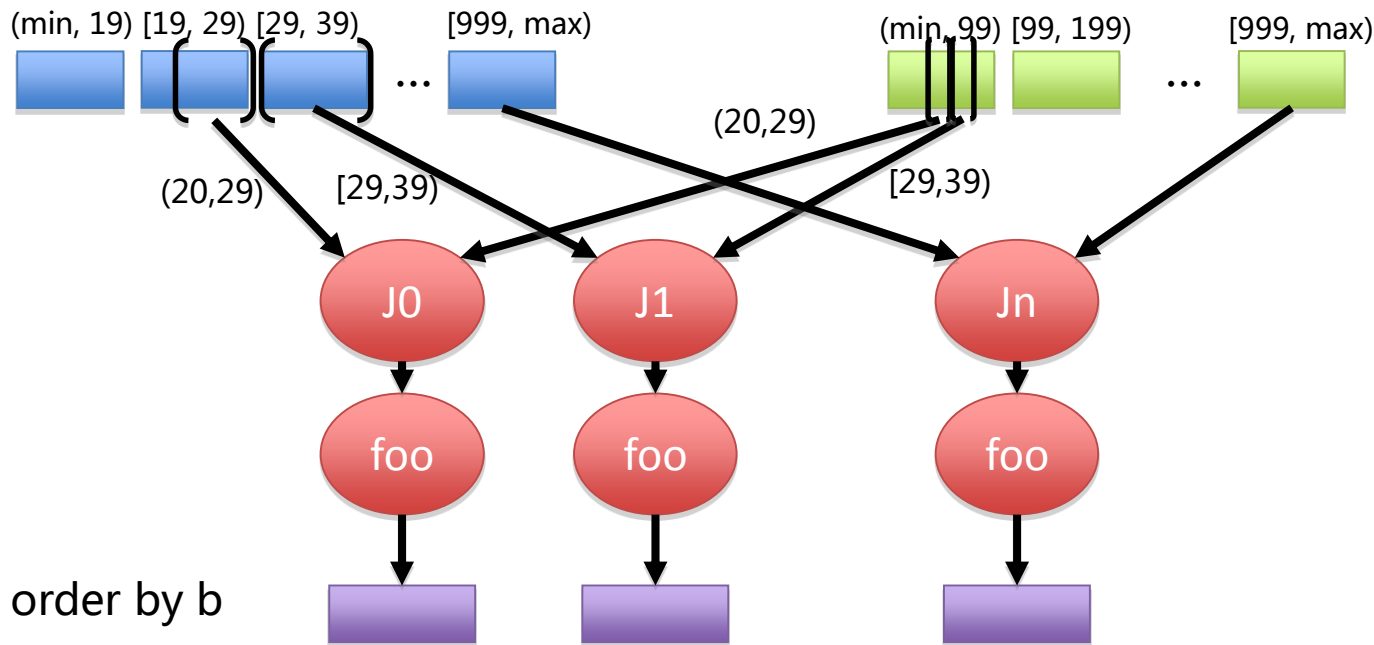 (min, 19) [19, 29) [29, 39) [999, max) (min, 99) [99, 199) [999, max)
... ...
(20,29)
(20,29) [29,39) [29,39)
J0 J1 Jn
foo foo foo
order by b